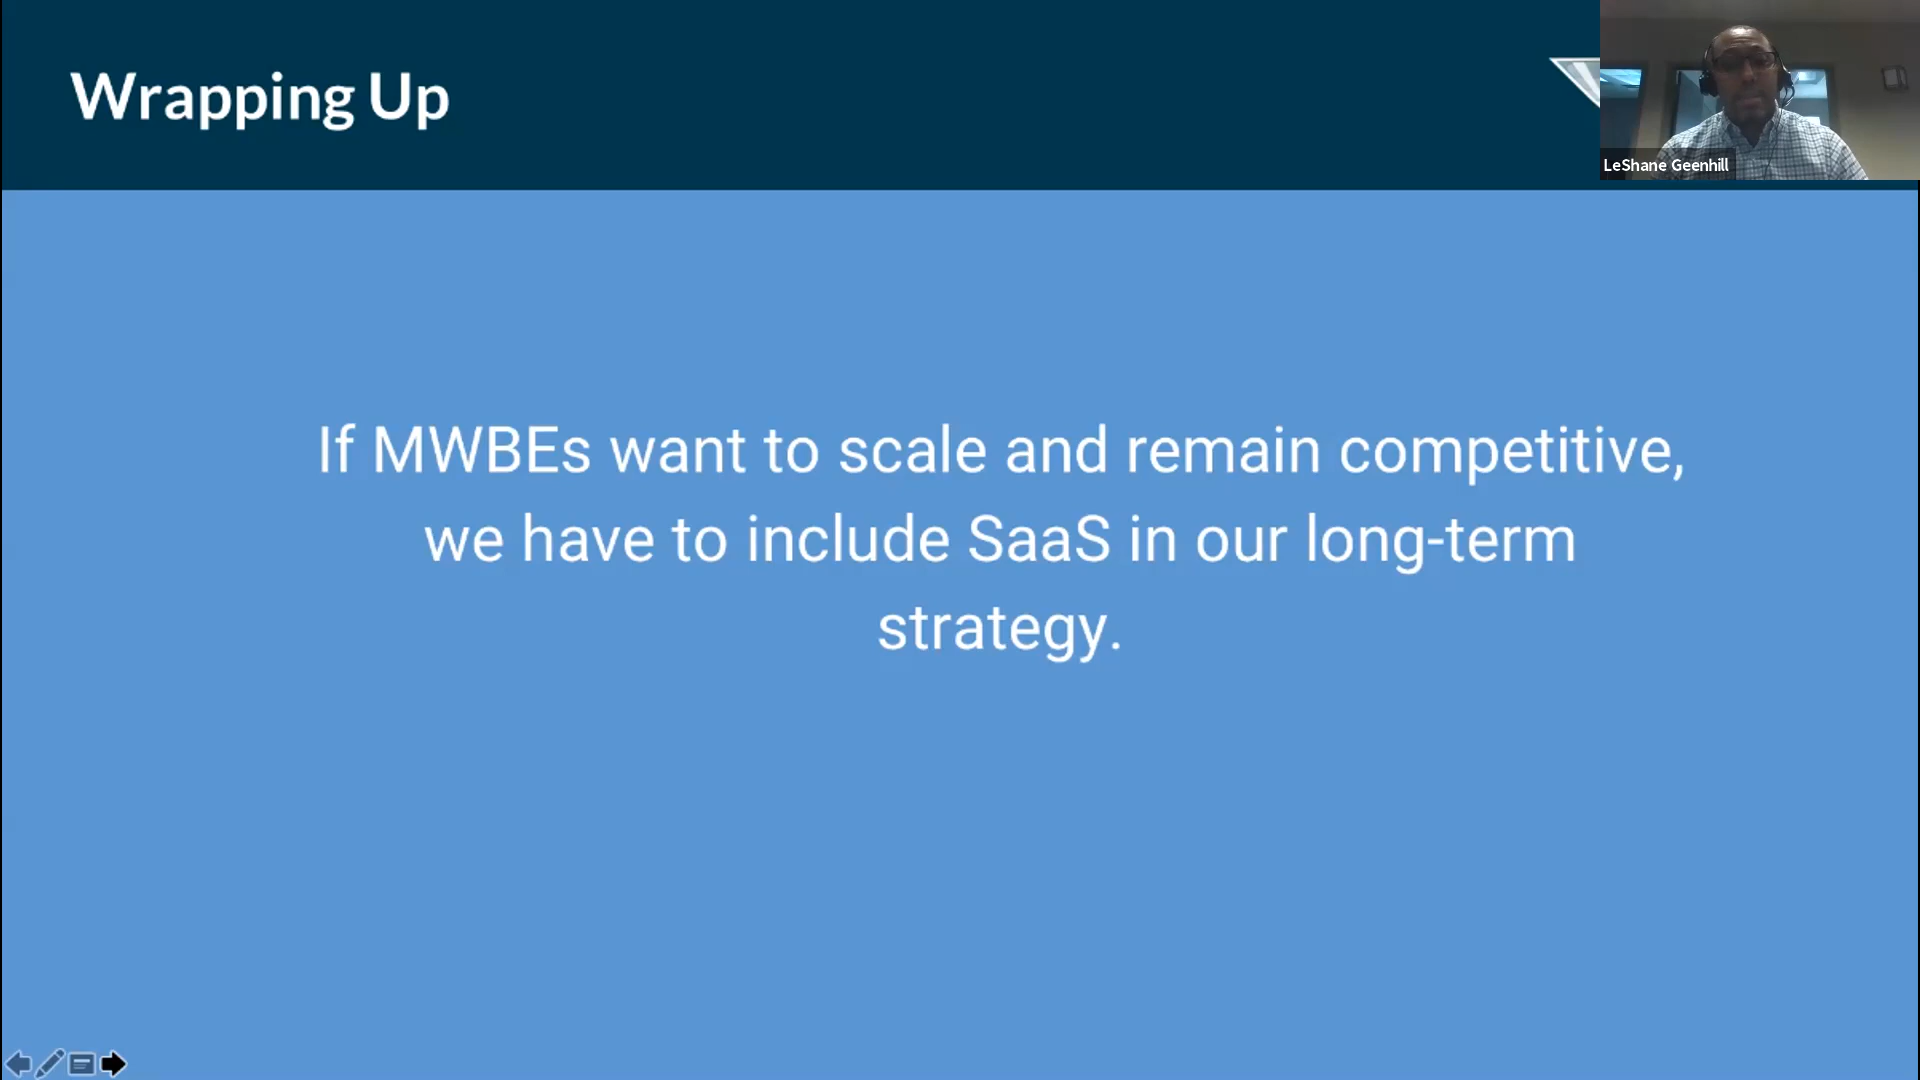 Wrapping Up
LeShane Geenhill
If MWBEs want to scale and remain competitive,
we have to include SaaS in our long-term
strategy.